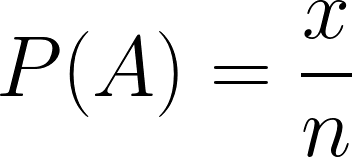 P(A) = x/n